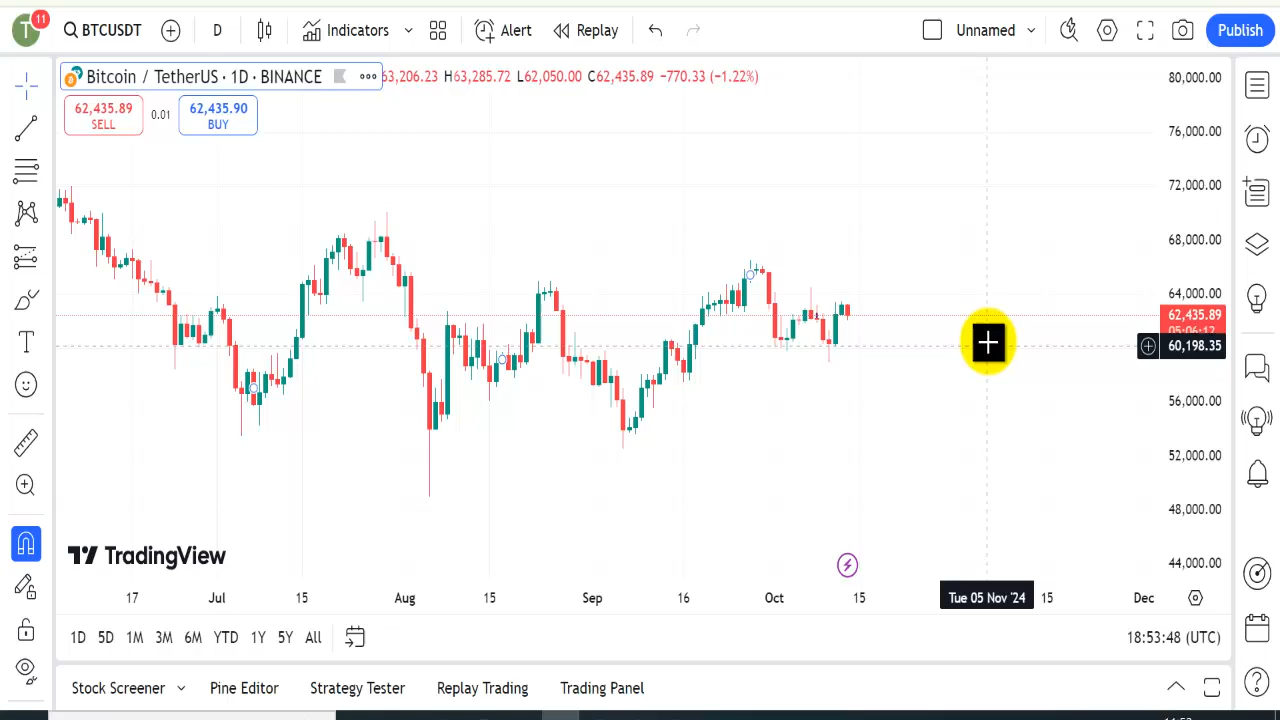 T 11 BTCUSDT D Indicators Alert Replay Unnamed Publish
Bitcoin / TetherUS · 1D · BINANCE 63,206.23 H63,285.72 L62,050.00 C62,435.89 −770.33 (−1.22%)
62,435.89 SELL 0.01 62,435.90 BUY
80,000.00
76,000.00
72,000.00
68,000.00
64,000.00
62,435.89
05:06:12
60,198.35
56,000.00
52,000.00
48,000.00
44,000.00
TradingView
17 Jul 15 Aug 15 Sep 16 Oct 15 Tue 05 Nov '24 15 Dec
1D 5D 1M 3M 6M YTD 1Y 5Y All 18:53:48 (UTC)
Stock Screener Pine Editor Strategy Tester Replay Trading Trading Panel